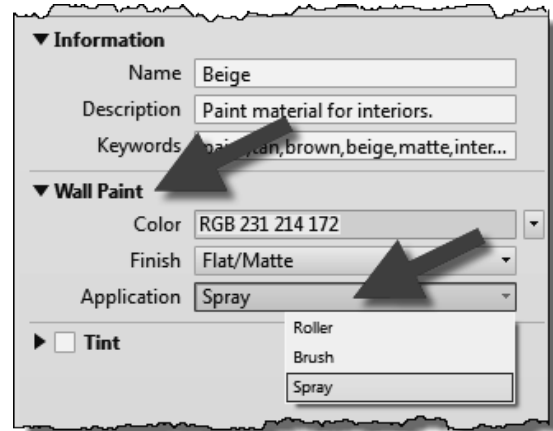 Information
Name Beige
Description Paint material for interiors.
Keywords tan,brown,beige,matte,inter...
Wall Paint
Color RGB 231 214 172
Finish Flat/Matte
Application Spray
Roller
Tint
Brush
Spray